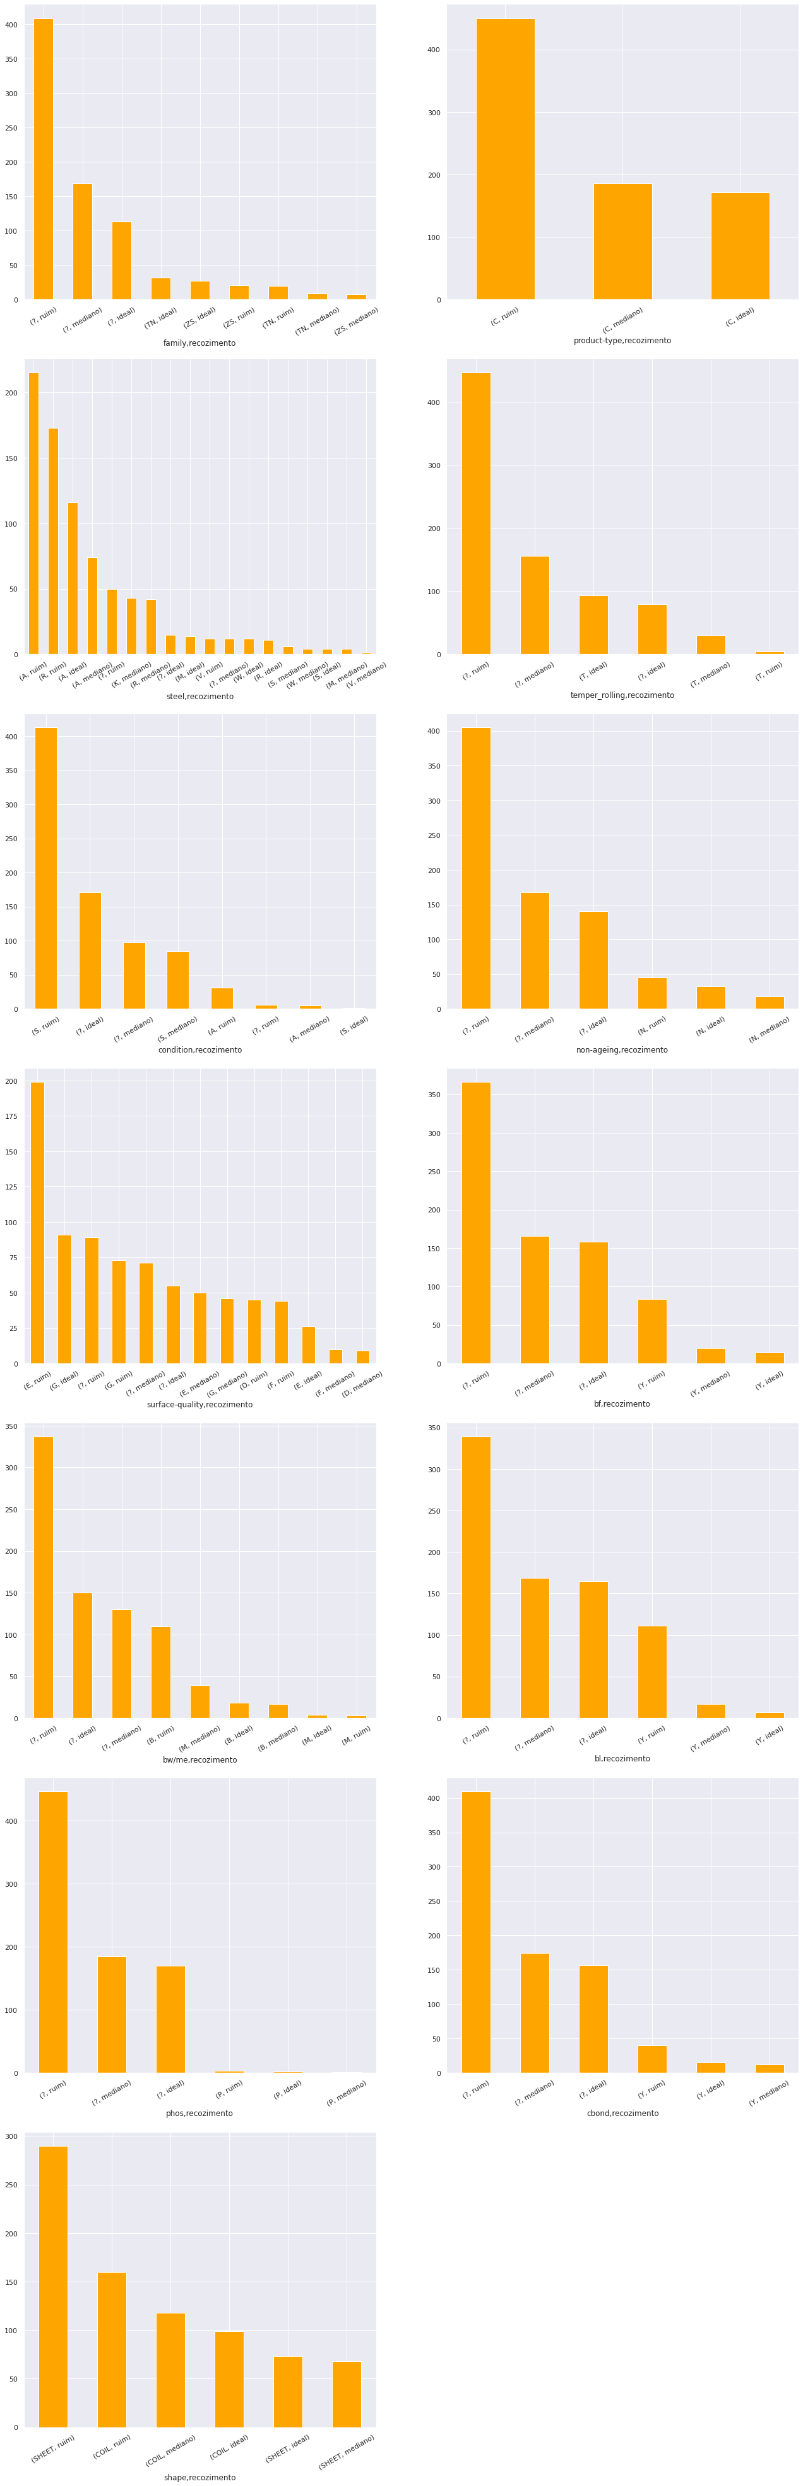 400
350
300
250
200
150
100
50
0
(?, ruim)
(?, mediano)
(?, ideal)
(TN, ideal)
(ZS, ideal)
(ZS, ruim)
(TN, ruim)
(TN, mediano)
(ZS, mediano)
family,recozimento
400
300
200
100
0
(C, ruim)
(C, mediano)
(C, ideal)
product-type,recozimento
200
150
100
50
0
(A, ruim)
(R, ruim)
(A, ideal)
(A, mediano)
(?, ruim)
(K, mediano)
(R, mediano)
(?, ideal)
(M, ideal)
(V, ruim)
(?, mediano)
(W, ideal)
(R, ideal)
(S, mediano)
(W, mediano)
(S, ideal)
(M, mediano)
(V, mediano)
steel,recozimento
400
300
200
100
0
(?, ruim)
(?, mediano)
(T, ideal)
(?, ideal)
(T, mediano)
(T, ruim)
temper_rolling,recozimento
400
350
300
250
200
150
100
50
0
(S, ruim)
(?, ideal)
(?, mediano)
(S, mediano)
(A, ruim)
(?, ruim)
(A, mediano)
(S, ideal)
condition,recozimento
400
350
300
250
200
150
100
50
0
(?, ruim)
(?, mediano)
(?, ideal)
(N, ruim)
(N, ideal)
(N, mediano)
non-ageing,recozimento
200
175
150
125
100
75
50
25
0
(E, ruim)
(G, ideal)
(?, ruim)
(G, ruim)
(?, mediano)
(?, ideal)
(E, mediano)
(G, mediano)
(D, ruim)
(F, ruim)
(E, ideal)
(F, mediano)
(D, mediano)
surface-quality,recozimento
350
300
250
200
150
100
50
0
(?, ruim)
(?, mediano)
(?, ideal)
(Y, ruim)
(Y, mediano)
(Y, ideal)
bf,recozimento
350
300
250
200
150
100
50
0
(?, ruim)
(?, ideal)
(?, mediano)
(B, ruim)
(M, mediano)
(B, ideal)
(B, mediano)
(M, ideal)
(M, ruim)
bw/me,recozimento
350
300
250
200
150
100
50
0
(?, ruim)
(?, mediano)
(?, ideal)
(Y, ruim)
(Y, mediano)
(Y, ideal)
bl,recozimento
400
300
200
100
0
(?, ruim)
(?, mediano)
(?, ideal)
(P, ruim)
(P, ideal)
(P, mediano)
phos,recozimento
400
350
300
250
200
150
100
50
0
(?, ruim)
(?, mediano)
(?, ideal)
(Y, ruim)
(Y, ideal)
(Y, mediano)
cbond,recozimento
300
250
200
150
100
50
0
(SHEET, ruim)
(COIL, ruim)
(COIL, mediano)
(COIL, ideal)
(SHEET, ideal)
(SHEET, mediano)
shape,recozimento